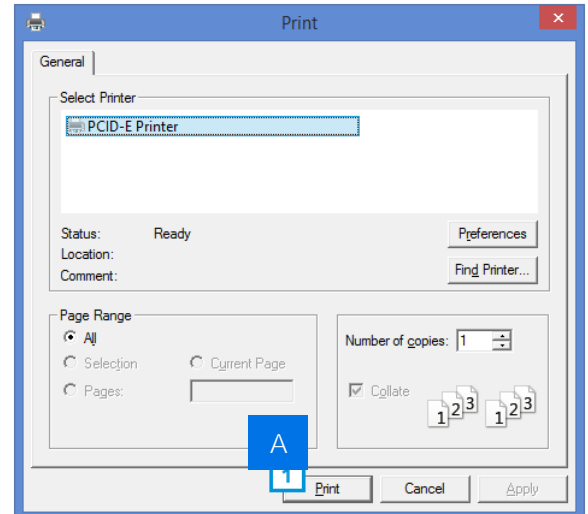 Print
General
Select Printer
PCID-E Printer
Status: Ready
Preferences
Location:
Comment:
Find Printer...
Page Range
All
Selection
Current Page
Pages:
Number of copies: 1
Collate
1 2 3 1 2 3
A
1
Print Cancel Apply